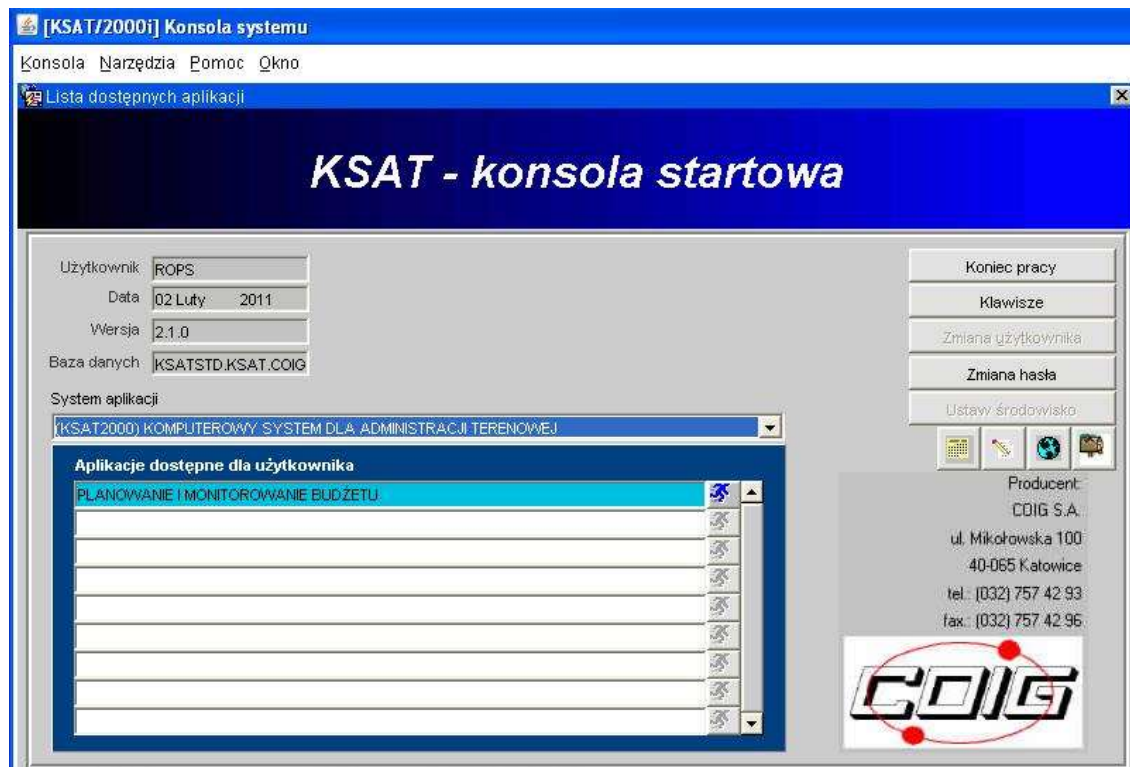 [KSAT/2000i] Konsola systemu
Konsola Narzędzia Pomoc Okno
Lista dostępnych aplikacji
KSAT - konsola startowa
Użytkownik ROPS
Data 02 Luty 2011
Wersja 2.1.0
Baza danych KSATSTD.KSAT.COIG
System aplikacji
(KSAT2000) KOMPUTEROWY SYSTEM DLA ADMINISTRACJI TERENOWEJ
Aplikacje dostępne dla użytkownika
PLANOWANIE I MONITOROWANIE BUDŻETU
Koniec pracy
Klawisze
Zmiana użytkownika
Zmiana hasła
Ustaw środowisko
Producent:
COIG S.A.
ul. Mikołowska 100
40-065 Katowice
tel.: (032) 757 42 93
fax.: (032) 757 42 96
COIG